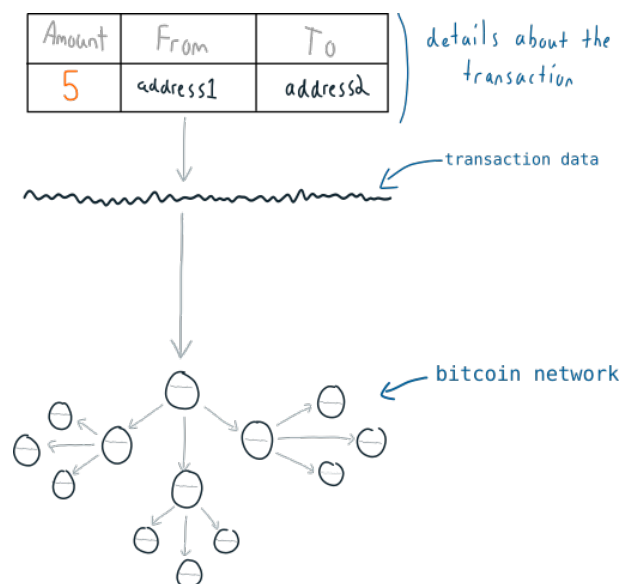 Amount From To
5 address1 address2
details about the
transaction
transaction data
bitcoin network